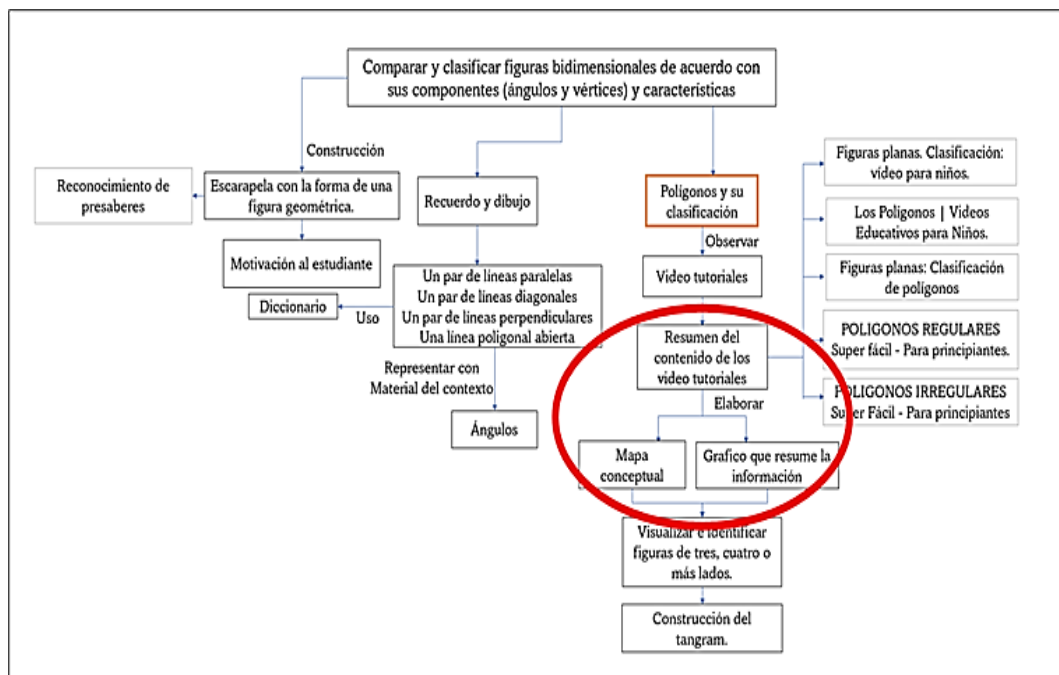 Comparar y clasificar figuras bidimensionales de acuerdo con
sus componentes (ángulos y vértices) y características
Construcción
Reconocimiento de
presaberes
Escarapela con la forma de una
figura geométrica.
Motivación al estudiante
Recuerdo y dibujo
Un par de líneas paralelas
Un par de líneas diagonales
Un par de líneas perpendiculares
Una línea poligonal abierta
Diccionario
Uso
Representar con
Material del contexto
Ángulos
Polígonos y su
clasificación
Observar
Video tutoriales
Resumen del
contenido de los
video tutoriales
Elaborar
Mapa
conceptual
Grafico que resume la
información
Visualizar e identificar
figuras de tres, cuatro o
más lados.
Construcción del
tangram.
Figuras planas. Clasificación:
vídeo para niños.
Los Polígonos | Videos
Educativos para Niños.
Figuras planas: Clasificación
de polígonos
POLIGONOS REGULARES
Super fácil - Para principiantes.
POLIGONOS IRREGULARES
Super Fácil - Para principiantes